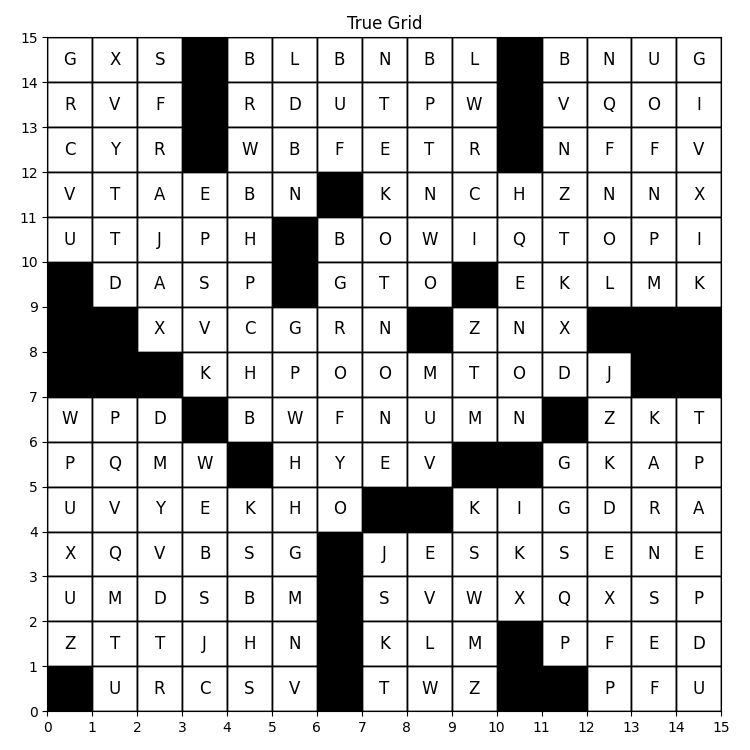 True Grid
15 G X S B L B N B L B N U G
14 R V F R D U T P W V Q O I
13 C Y R W B F E T R N F F V
12 V T A E B N K N C H Z N N X
11 U T J P H B O W I Q T O P I
10 D A S P G T O E K L M K
9 X V C G R N Z N X
8 K H P O O M T O D J
7 W P D B W F N U M N Z K T
6 P Q M W H Y E V G K A P
5 U V Y E K H O K I G D R A
4 X Q V B S G J E S K S E N E
3 U M D S B M S V W X Q X S P
2 Z T T J H N K L M P F E D
1 U R C S V T W Z P F U
0
0 1 2 3 4 5 6 7 8 9 10 11 12 13 14 15